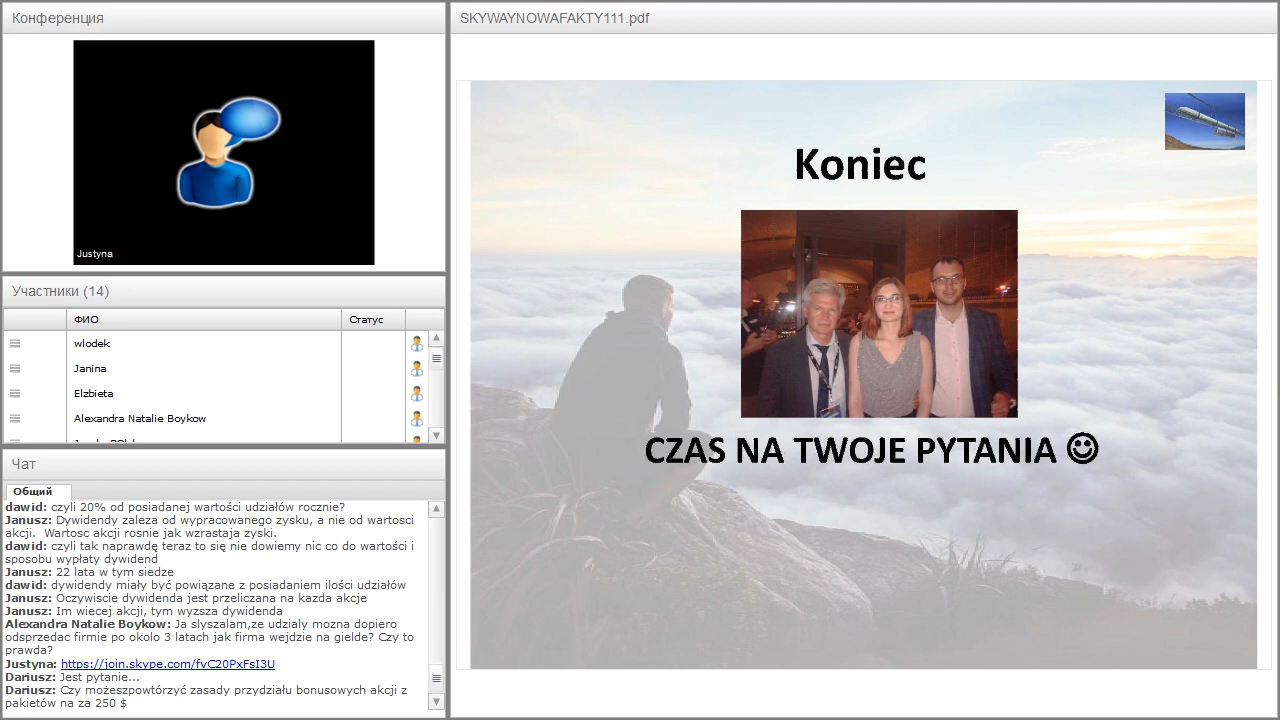 Конференция
Justyna
Участники (14)
ФИО
Статус
wlodek
Janina
Elzbieta
Alexandra Natalie Boykow
Чат
Общий
dawid: czyli 20% od posiadanej wartości udziałów rocznie?
Janusz: Dywidendy zaleza od wypracowanego zysku, a nie od wartosci
akcji.  Wartosc akcji rosnie jak wzrastaja zyski.
dawid: czyli tak naprawdę teraz to się nie dowiemy nic co do wartości i
sposobu wypłaty dywidend
Janusz: 22 lata w tym siedze
dawid: dywidendy miały być powiązane z posiadaniem ilości udziałów
Janusz: Oczywiscie dywidenda jest przeliczana na kazda akcje
Janusz: Im wiecej akcji, tym wyzsza dywidenda
Alexandra Natalie Boykow: Ja slyszalam,ze udzialy mozna dopiero
odsprzedac firmie po okolo 3 latach jak firma wejdzie na gielde? Czy to
prawda?
Justyna: https://join.skype.com/fvC20PxFsI3U
Dariusz: Jest pytanie...
Dariusz: Czy możeszpowtórzyć zasady przydziału bonusowych akcji z
pakietów na za 250 $
SKYWAYNOWAFAKTY111.pdf
Koniec
CZAS NA TWOJE PYTANIA ☺